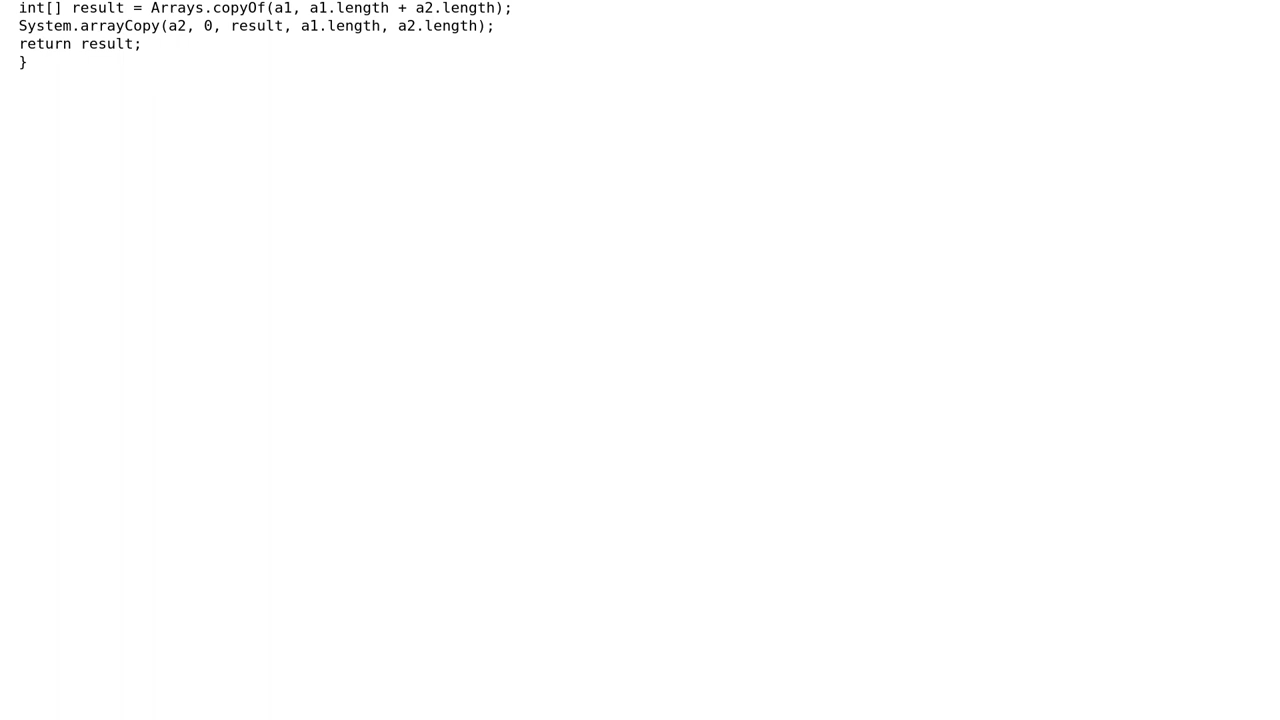 int[] result = Arrays.copyOf(a1, a1.length + a2.length);
System.arrayCopy(a2, 0, result, a1.length, a2.length);
return result;
}